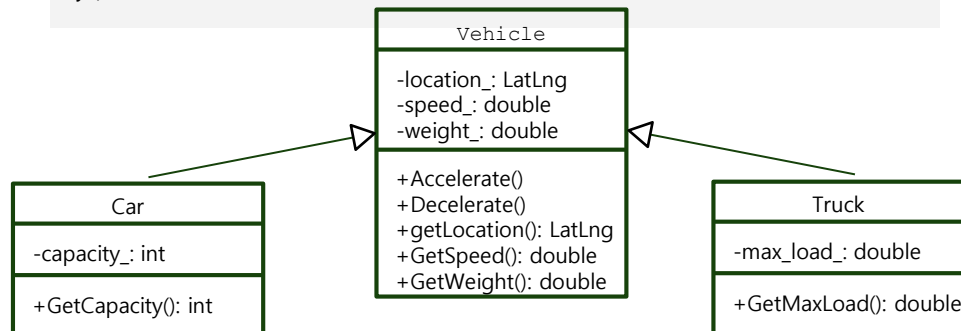 Vehicle
-location_: LatLng
-speed_: double
-weight_: double
+Accelerate()
+Decelerate()
+getLocation(): LatLng
+GetSpeed(): double
+GetWeight(): double
Car
-capacity_: int
+GetCapacity(): int
Truck
-max_load_: double
+GetMaxLoad(): double